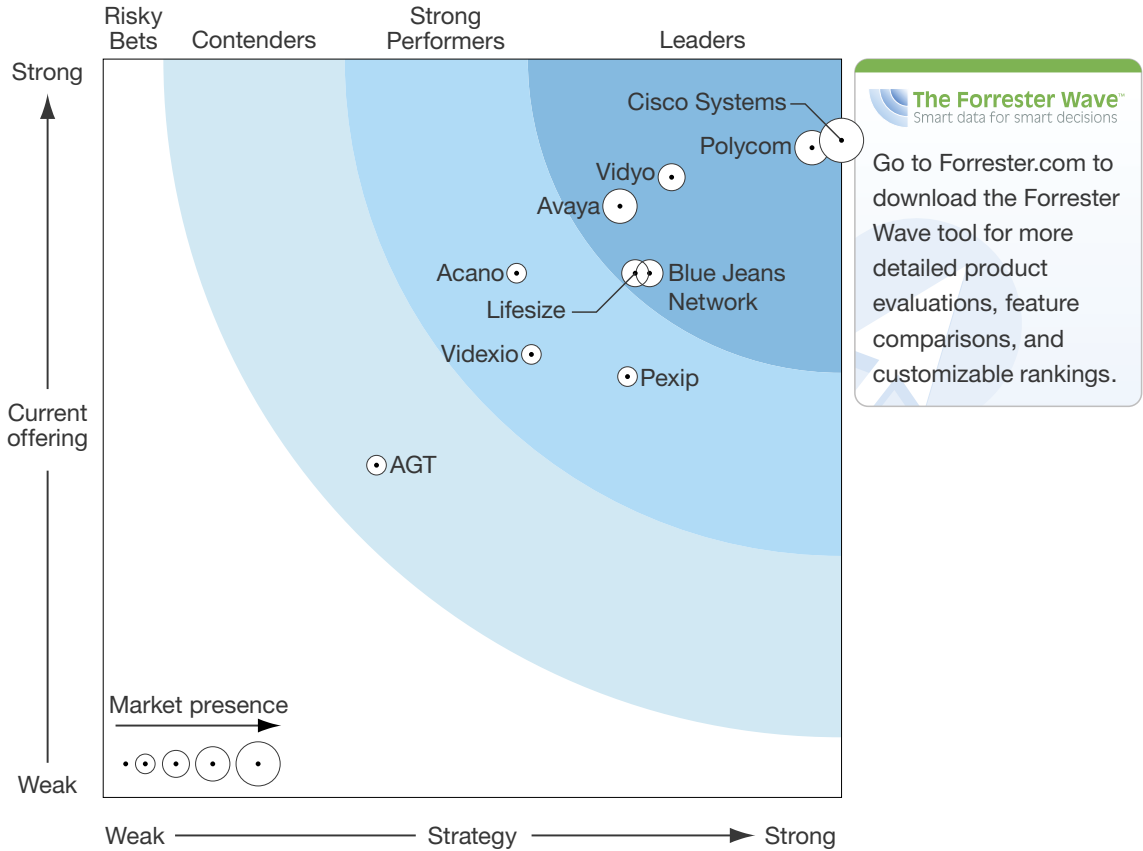 Risky
Bets
Contenders
Strong
Performers
Leaders
Strong
Current
offering
Weak
Cisco Systems
Polycom
Vidyo
Avaya
Acano
Blue Jeans
Network
Lifesize
Videxio
Pexip
AGT
Market presence
Weak
Strategy
Strong
The Forrester Wave™
Smart data for smart decisions
Go to Forrester.com to
download the Forrester
Wave tool for more
detailed product
evaluations, feature
comparisons, and
customizable rankings.